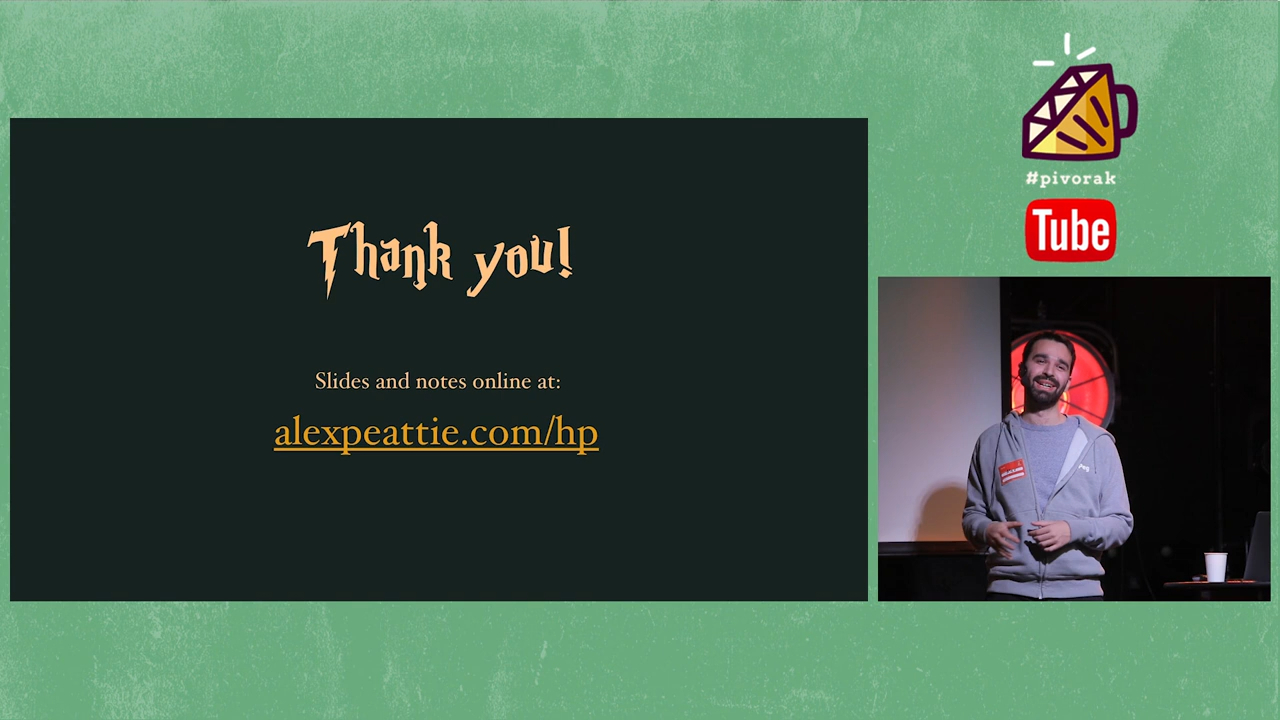 Thank you!
Slides and notes online at:
alexpeattie.com/hp
#pivorak
Tube